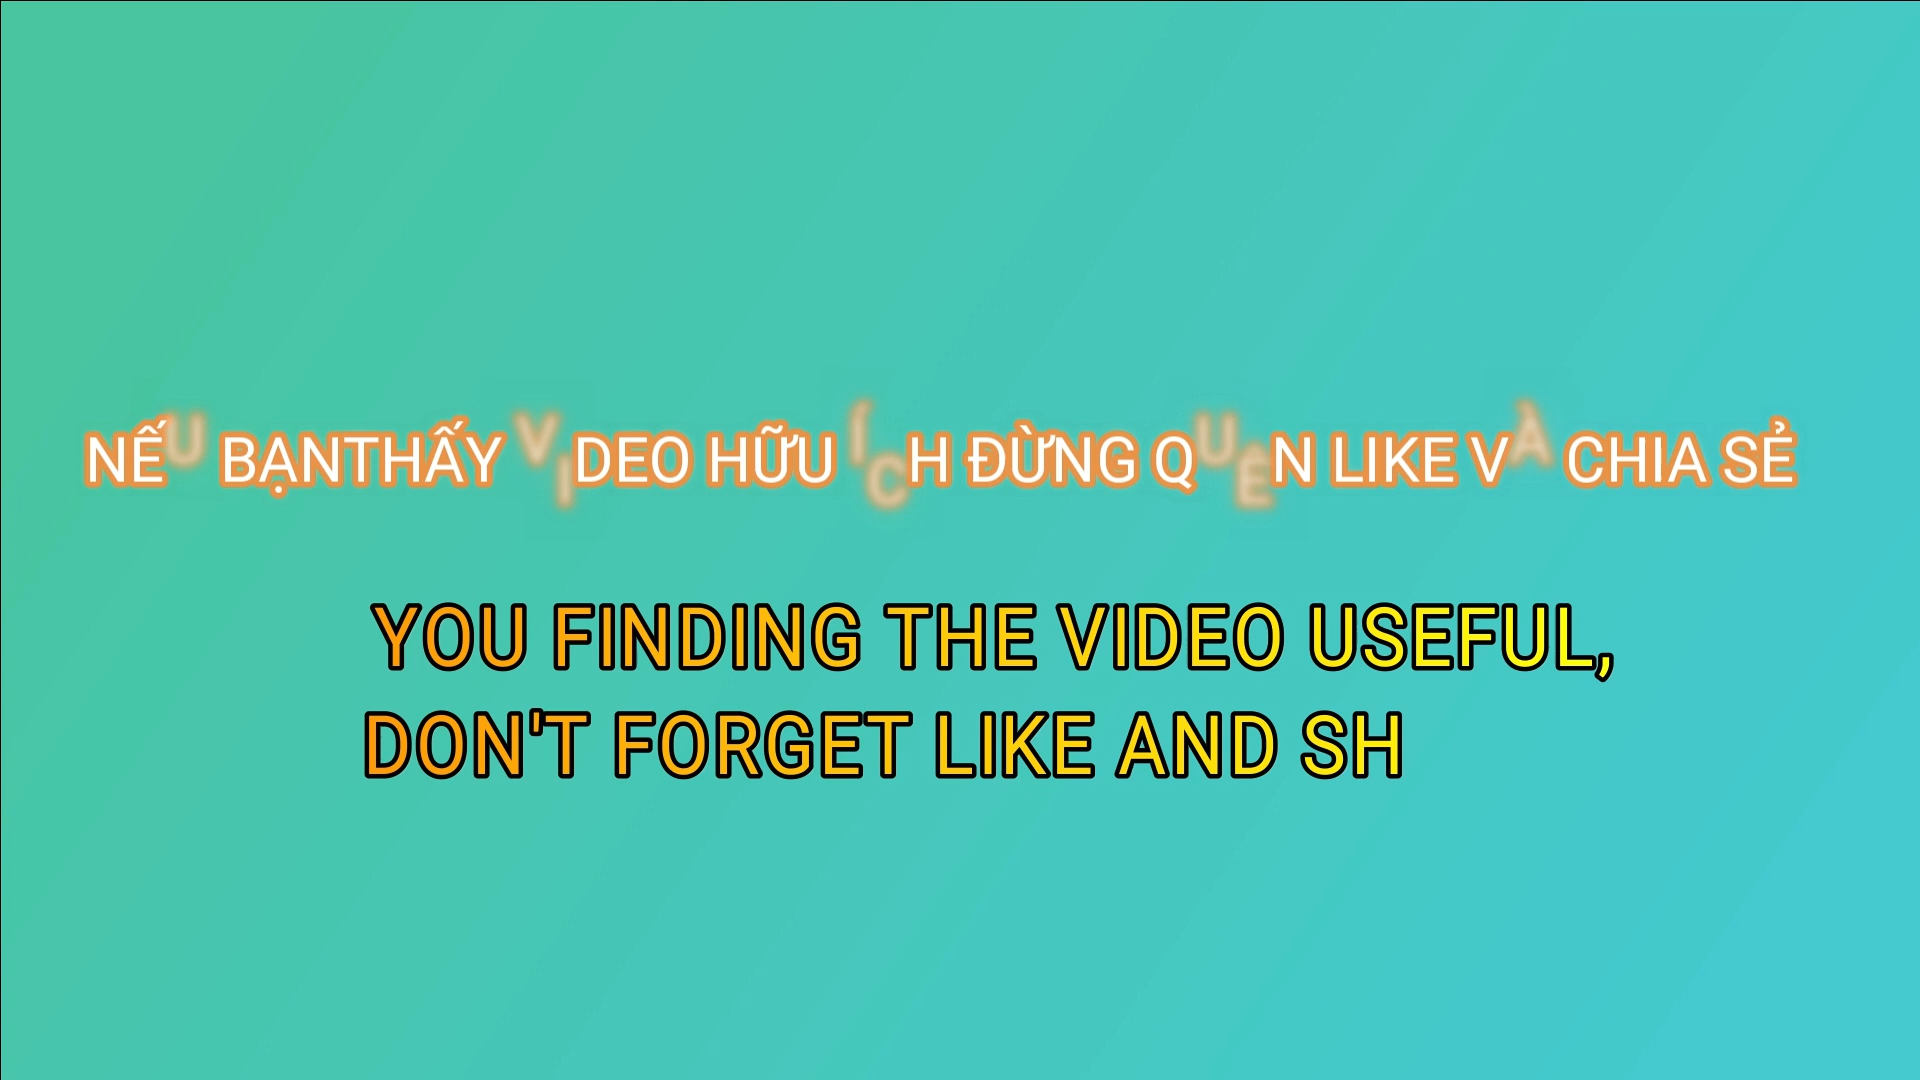 NẾU BẠNTHẤY VIDEO HỮU ÍCH ĐỪNG QUÊN LIKE VÀ CHIA SẺ
YOU FINDING THE VIDEO USEFUL,
DON'T FORGET LIKE AND SH